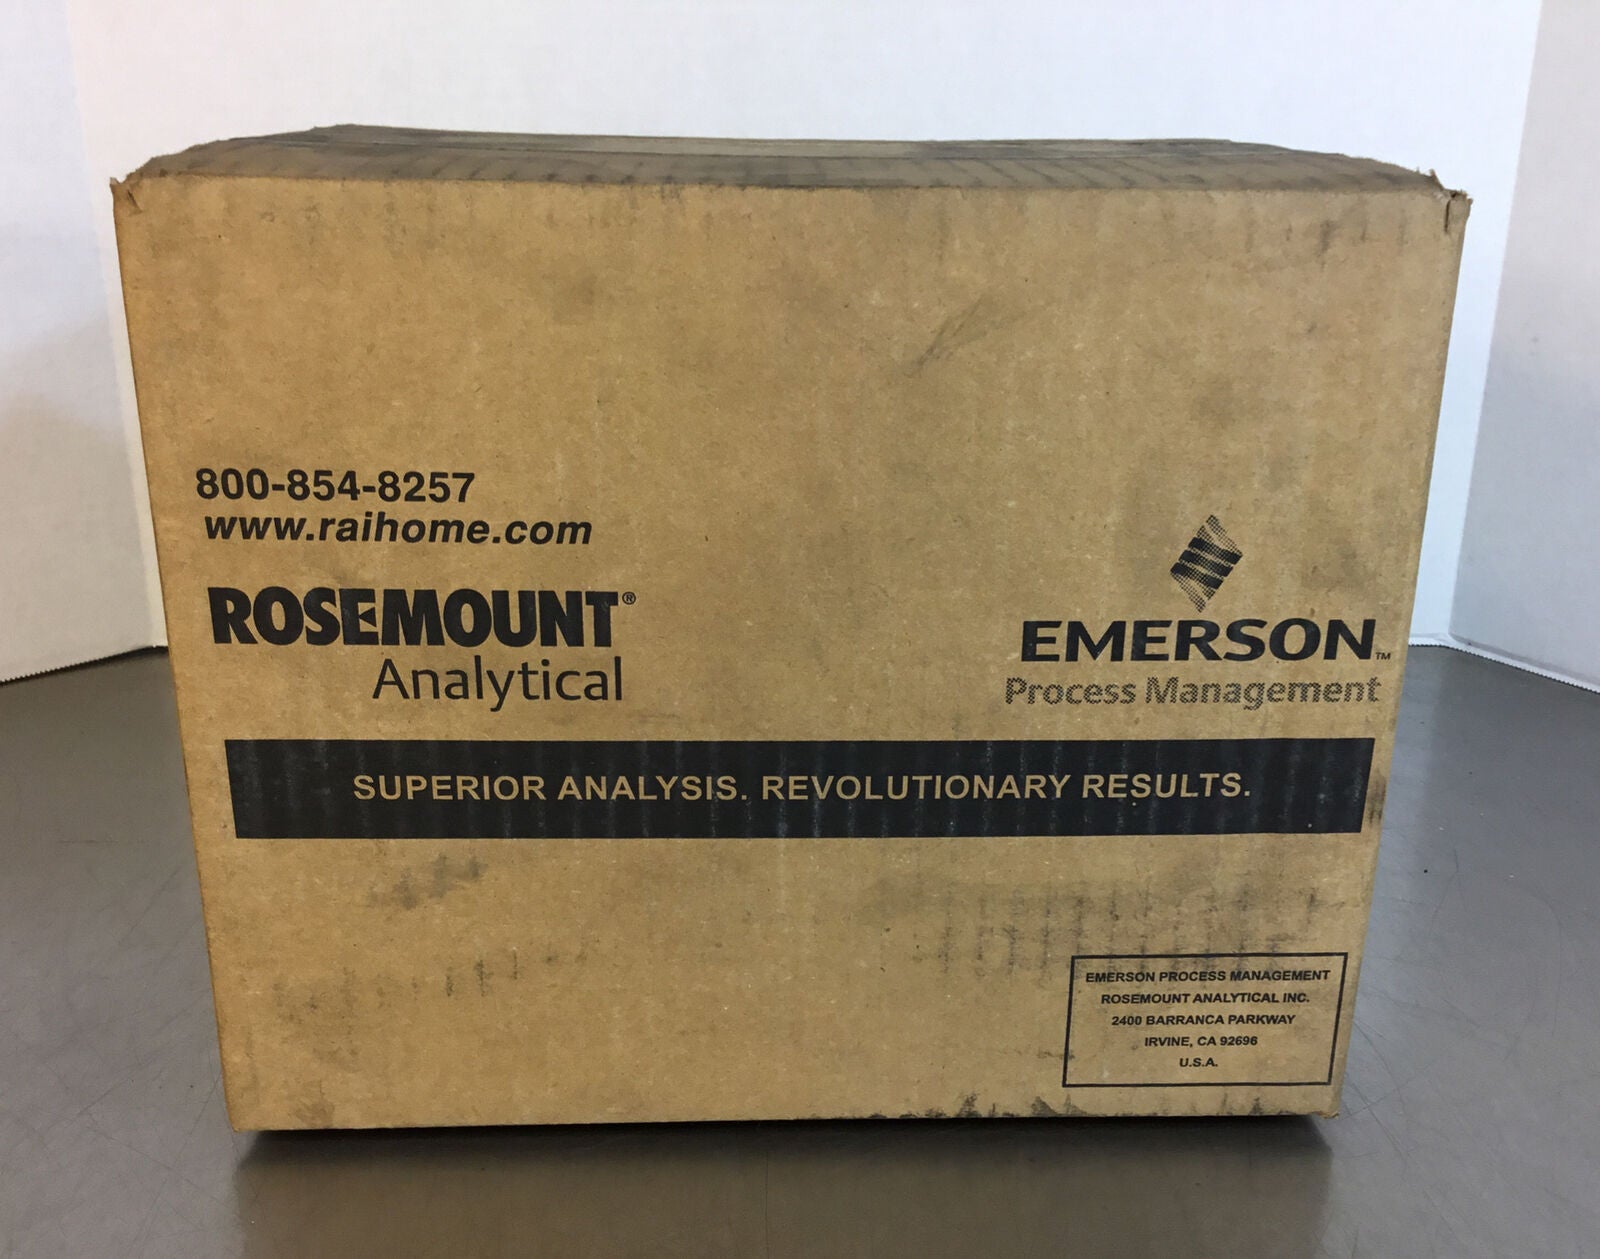 800-854-8257
www.raihome.com
ROSEMOUNT®
Analytical
EMERSON™
Process Management
SUPERIOR ANALYSIS. REVOLUTIONARY RESULTS.
EMERSON PROCESS MANAGEMENT
ROSEMOUNT ANALYTICAL INC.
2400 BARRANCA PARKWAY
IRVINE, CA 92696
U.S.A.